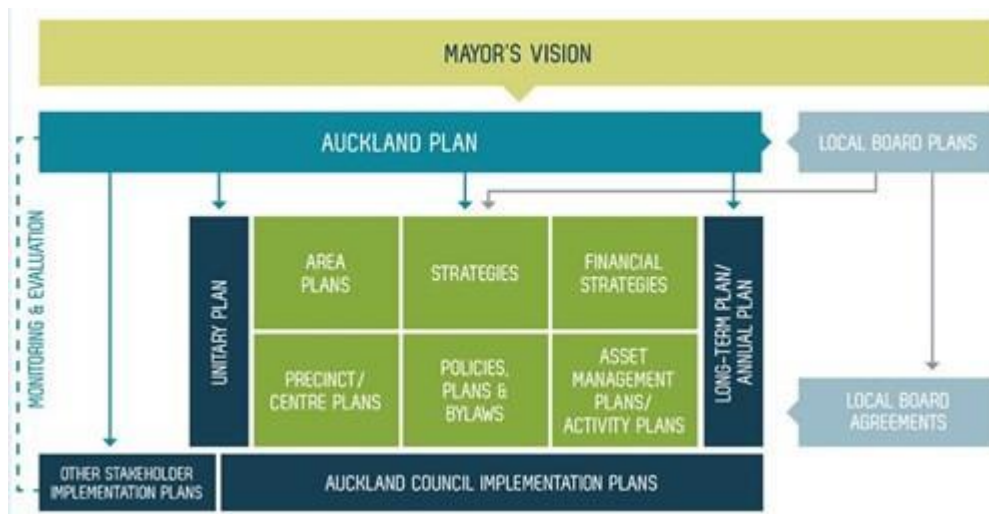 MAYOR'S VISION
AUCKLAND PLAN
LOCAL BOARD PLANS
MONITORING & EVALUATION
UNITARY PLAN
AREA
PLANS
STRATEGIES
FINANCIAL
STRATEGIES
LONG-TERM PLAN/
ANNUAL PLAN
PRECINCT/
CENTRE PLANS
POLICIES,
PLANS &
BYLAWS
ASSET
MANAGEMENT
PLANS/
ACTIVITY PLANS
LOCAL BOARD
AGREEMENTS
OTHER STAKEHOLDER
IMPLEMENTATION PLANS
AUCKLAND COUNCIL IMPLEMENTATION PLANS